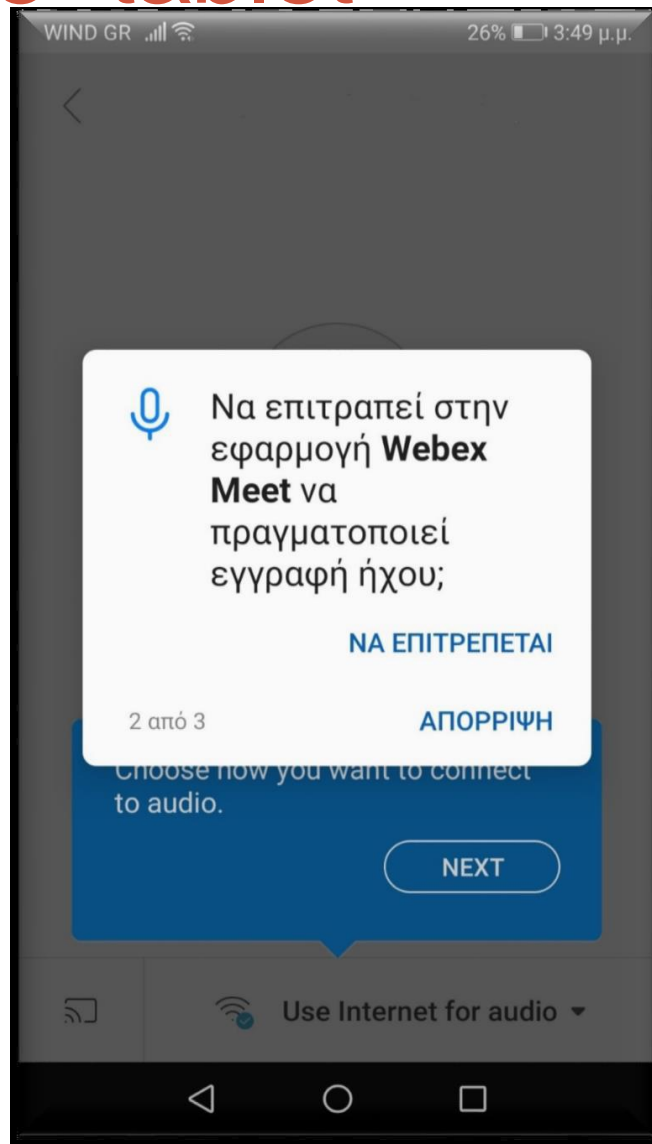 tablet
WIND GR
26% 3:49 μ.μ.
Να επιτραπεί στην
εφαρμογή Webex
Meet να
πραγματοποιεί
εγγραφή ήχου;
ΝΑ ΕΠΙΤΡΕΠΕΤΑΙ
2 από 3
ΑΠΟΡΡΙΨΗ
Choose how you want to connect
to audio.
NEXT
Use Internet for audio